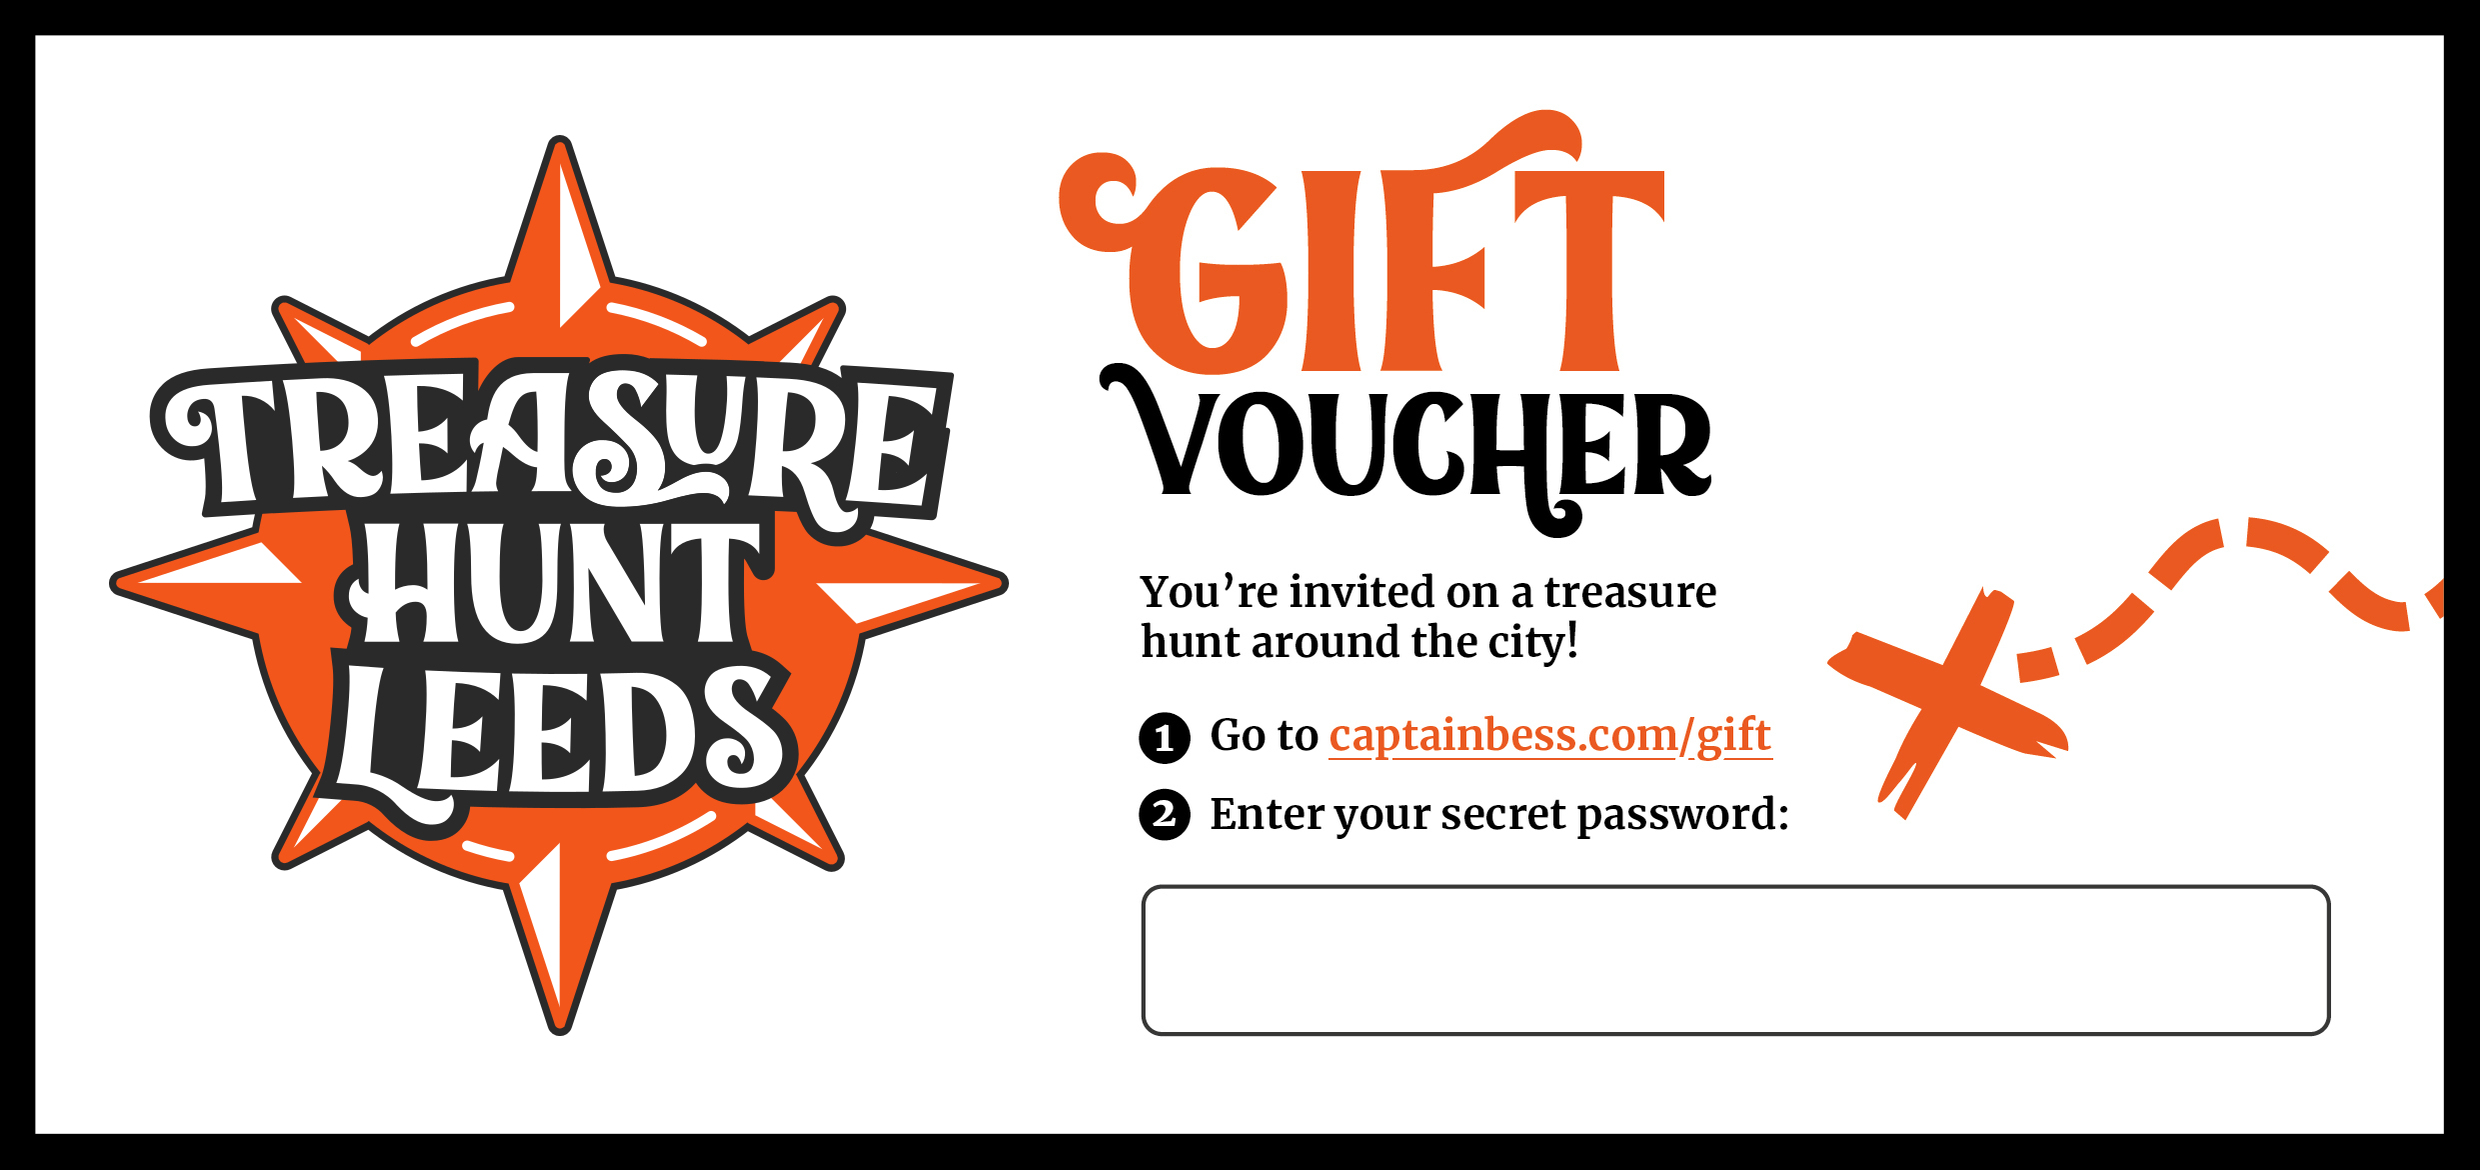 TREASURE
HUNT
LEEDS
GIFT
VOUCHER
You’re invited on a treasure
hunt around the city!
1 Go to captainbess.com/gift
2 Enter your secret password: